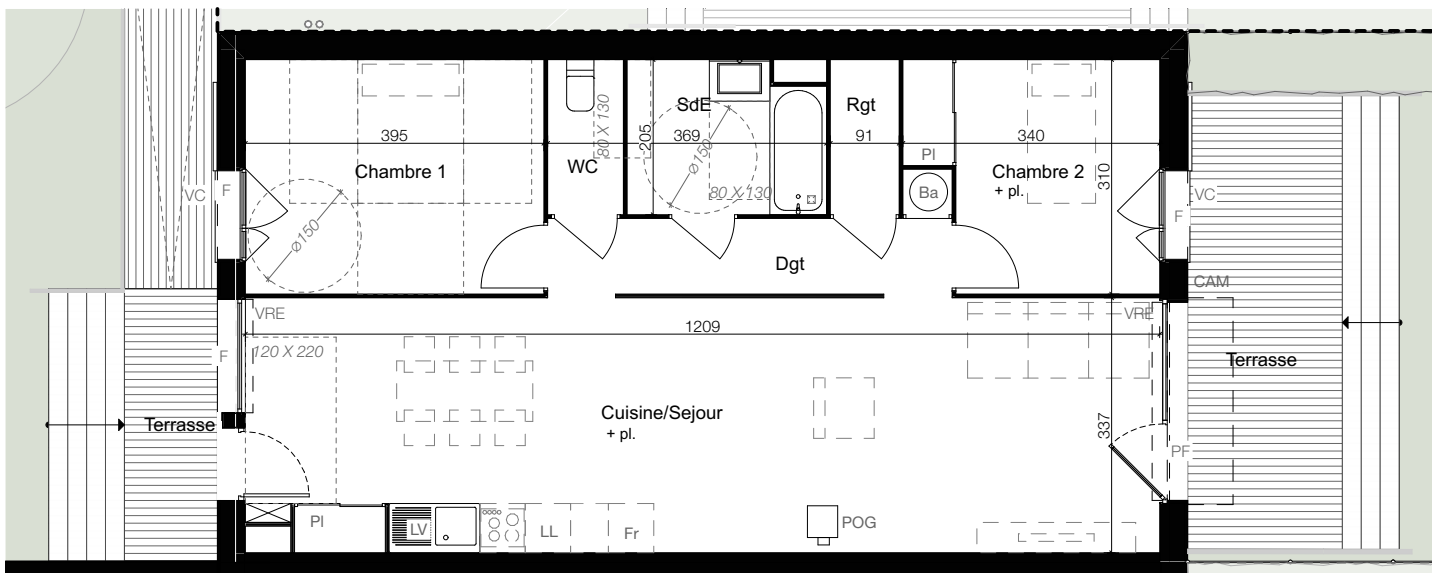 SdE
Rgt
80 X 130
205
395
369
ø150
91
340
Chambre 1
WC
Pl
Chambre 2
+ pl.
310
VC
F
80 X 130
Ba
VC
F
ø150
Dgt
CAM
VRE
VRE
1209
F
120 X 220
Terrasse
Cuisine/Sejour
+ pl.
337
Terrasse
PF
Pl
LV
LL
Fr
POG